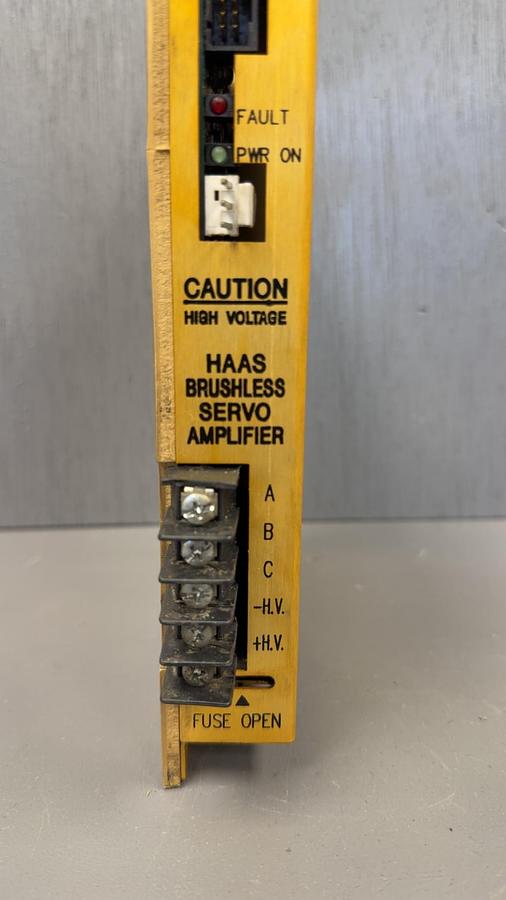 FAULT
PWR ON
CAUTION
HIGH VOLTAGE
HAAS
BRUSHLESS
SERVO
AMPLIFIER
A
B
C
-H.V.
+H.V.
FUSE OPEN